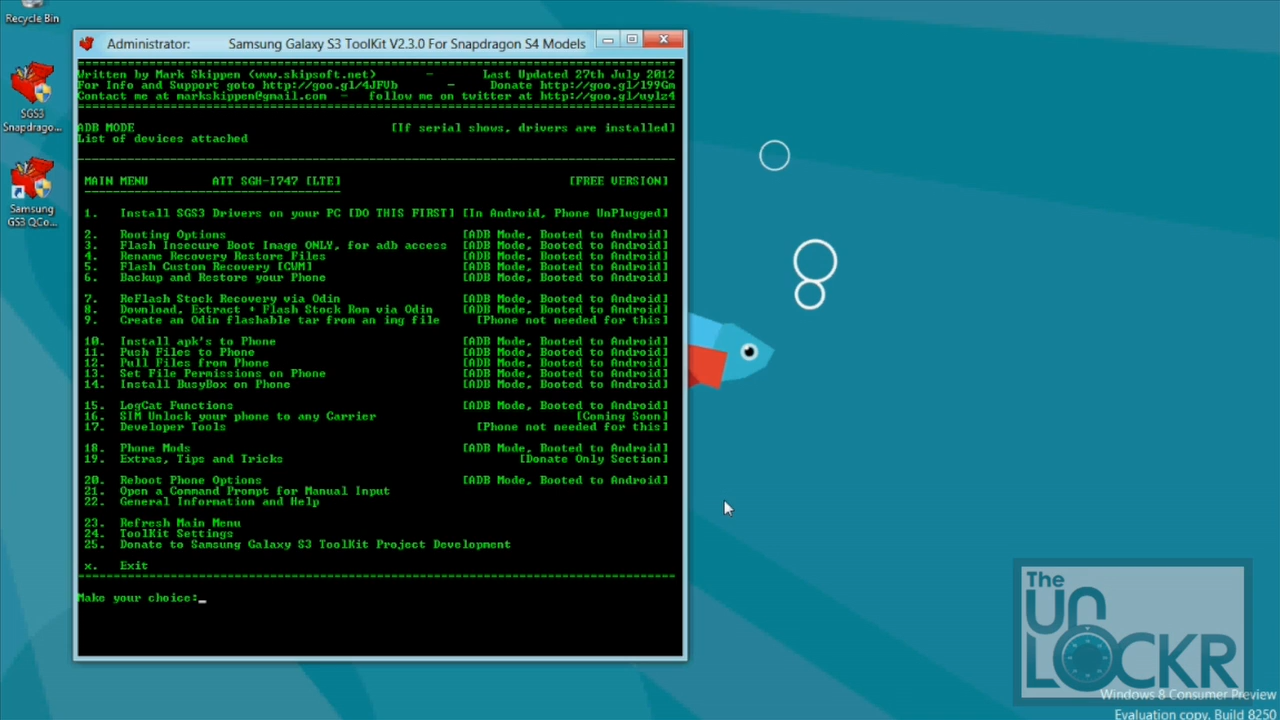 Recycle Bin
SGS3
Snapdrago...
Samsung
GS3 QCo...
Administrator: Samsung Galaxy S3 ToolKit V2.3.0 For Snapdragon S4 Models
Written by Mark Skippen (www.skipsoft.net) - Last Updated 27th July 2012
For Info and Support goto http://goo.gl/4JFVb - Donate http://goo.gl/l99Gm
Contact me at markskippen@gmail.com - follow me on twitter at http://goo.gl/uylz4
ADB MODE [If serial shows, drivers are installed]
List of devices attached
MAIN MENU ATT SGH-I747 [LTE] [FREE VERSION]
1. Install SGS3 Drivers on your PC [DO THIS FIRST] [In Android, Phone UnPlugged]
2. Rooting Options [ADB Mode, Booted to Android]
3. Flash Insecure Boot Image ONLY, for adb access [ADB Mode, Booted to Android]
4. Rename Recovery Restore Files [ADB Mode, Booted to Android]
5. Flash Custom Recovery [CWM] [ADB Mode, Booted to Android]
6. Backup and Restore your Phone [ADB Mode, Booted to Android]
7. ReFlash Stock Recovery via Odin [ADB Mode, Booted to Android]
8. Download, Extract + Flash Stock Rom via Odin [ADB Mode, Booted to Android]
9. Create an Odin flashable tar from an img file [Phone not needed for this]
10. Install apk's to Phone [ADB Mode, Booted to Android]
11. Push Files to Phone [ADB Mode, Booted to Android]
12. Pull Files from Phone [ADB Mode, Booted to Android]
13. Set File Permissions on Phone [ADB Mode, Booted to Android]
14. Install BusyBox on Phone [ADB Mode, Booted to Android]
15. LogCat Functions [ADB Mode, Booted to Android]
16. SIM Unlock your phone to any Carrier [Coming Soon]
17. Developer Tools [Phone not needed for this]
18. Phone Mods [ADB Mode, Booted to Android]
19. Extras, Tips and Tricks [Donate Only Section]
20. Reboot Phone Options [ADB Mode, Booted to Android]
21. Open a Command Prompt for Manual Input
22. General Information and Help
23. Refresh Main Menu
24. ToolKit Settings
25. Donate to Samsung Galaxy S3 ToolKit Project Development
x. Exit
Make your choice:_
The
UN
LOCKR
Windows 8 Consumer Preview
Evaluation copy. Build 8250